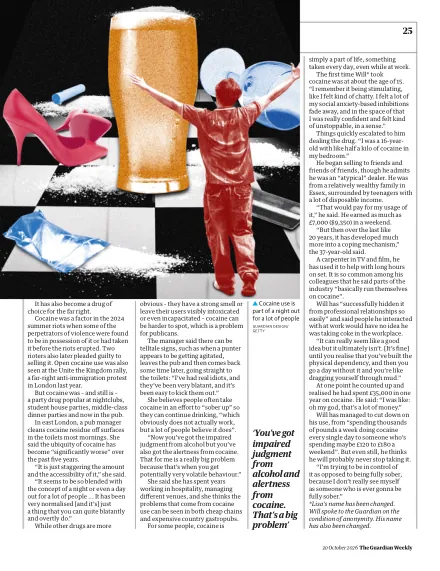 25
It has also become a drug of
choice for the far right.
Cocaine was a factor in the 2024
summer riots when some of the
perpetrators of violence were found
to be in possession of it or had taken
it before the riots erupted. Two
rioters also later pleaded guilty to
selling it. Open cocaine use was also
seen at the Unite the Kingdom rally,
a far-right anti-immigration protest
in London last year.
But cocaine was – and still is –
a party drug popular at nightclubs,
student house parties, middle-class
dinner parties and now in the pub.
In east London, a pub manager
cleans cocaine residue off surfaces
in the toilets most mornings. She
said the ubiquity of cocaine has
become "significantly worse" over
the past five years.
"It is just staggering the amount
and the accessibility of it," she said.
"It seems to be so blended with
the concept of a night or even a day
out for a lot of people … It has been
very normalised [and it's] just
a thing that you can quite blatantly
and overtly do."
While other drugs are more
obvious – they have a strong smell or
leave their users visibly intoxicated
or even incapacitated – cocaine can
be harder to spot, which is a problem
for publicans.
The manager said there can be
telltale signs, such as when a punter
appears to be getting agitated,
leaves the pub and then comes back
some time later, going straight to
the toilets: "I've had real idiots, and
they've been very blatant, and it's
been easy to kick them out."
She believes people often take
cocaine in an effort to "sober up" so
they can continue drinking, "which
obviously does not actually work,
but a lot of people believe it does".
"Now you've got the impaired
judgment from alcohol but you've
also got the alertness from cocaine.
That for me is a really big problem
because that's when you get
potentially very volatile behaviour."
She said she has spent years
working in hospitality, managing
different venues, and she thinks the
problems that come from cocaine
use can be seen in both cheap chains
and expensive country gastropubs.
For some people, cocaine is
▲ Cocaine use is
part of a night out
for a lot of people
GUARDIAN DESIGN/
GETTY
'You've got
impaired
judgment
from
alcohol and
alertness
from
cocaine.
That's a big
problem'
simply a part of life, something
taken every day, even while at work.
The first time Will* took
cocaine was at about the age of 15.
"I remember it being stimulating,
like I felt kind of chatty. I felt a lot of
my social anxiety-based inhibitions
fade away, and in the space of that
I was really confident and felt kind
of unstoppable, in a sense."
Things quickly escalated to him
dealing the drug: "I was a 16-year-
old with like half a kilo of cocaine in
my bedroom."
He began selling to friends and
friends of friends, though he admits
he was an "atypical" dealer. He was
from a relatively wealthy family in
Essex, surrounded by teenagers with
a lot of disposable income.
"That would pay for my usage of
it," he said. He earned as much as
£7,000 ($9,350) in a weekend.
"But then over the last like
20 years, it has developed much
more into a coping mechanism,"
the 37-year-old said.
A carpenter in TV and film, he
has used it to help with long hours
on set. It is so common among his
colleagues that he said parts of the
industry "basically run themselves
on cocaine".
Will has "successfully hidden it
from professional relationships so
easily" and said people he interacted
with at work would have no idea he
was taking coke in the workplace.
"It can really seem like a good
idea but it ultimately isn't. [It's fine]
until you realise that you've built the
physical dependency, and then you
go a day without it and you're like
dragging yourself through mud."
At one point he counted up and
realised he had spent £35,000 in one
year on cocaine. He said: "I was like:
oh my god, that's a lot of money."
Will has managed to cut down on
his use, from "spending thousands
of pounds a week doing cocaine
every single day to someone who's
spending maybe £120 to £180 a
weekend". But even still, he thinks
he will probably never stop taking it.
"I'm trying to be in control of
it as opposed to being fully sober,
because I don't really see myself
as someone who is ever gonna be
fully sober."
*Lisa's name has been changed.
Will spoke to the Guardian on the
condition of anonymity. His name
has also been changed.
The Guardian Weekly